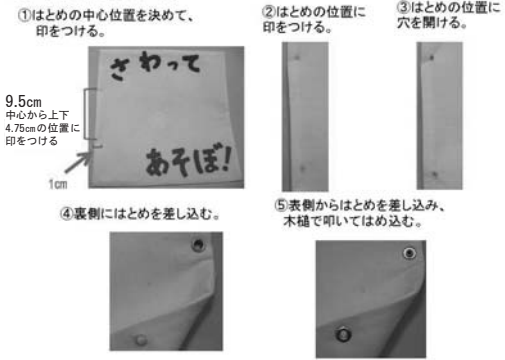 ①はとめの中心位置を決めて、
印をつける。
②はとめの位置に
印をつける。
③はとめの位置に
穴を開ける。
さわって
あそぼ!
9.5cm
中心から上下
4.75cmの位置に
印をつける
1cm
④裏側にはとめを差し込む。
⑤表側からはとめを差し込み、
木槌で叩いてはめ込む。